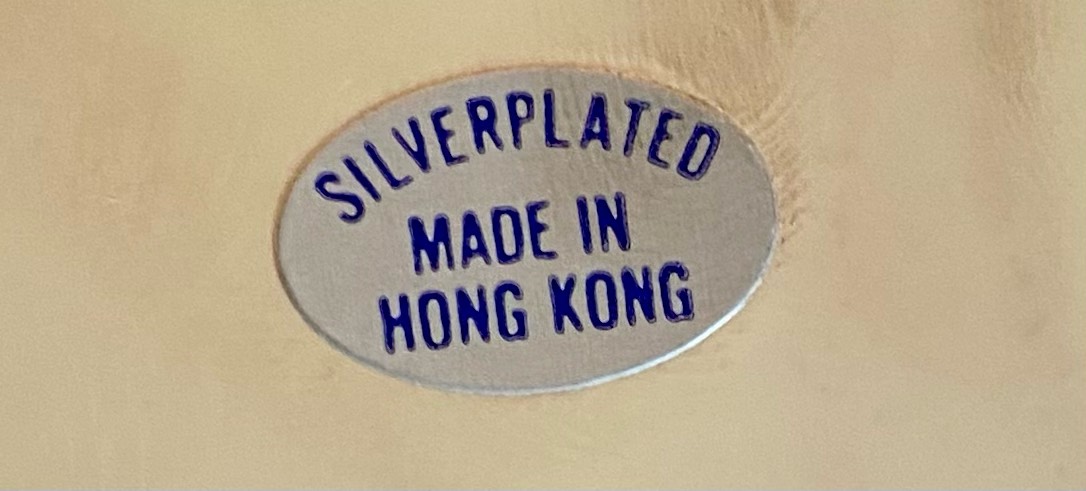 SILVERPLATED
MADE IN
HONG KONG